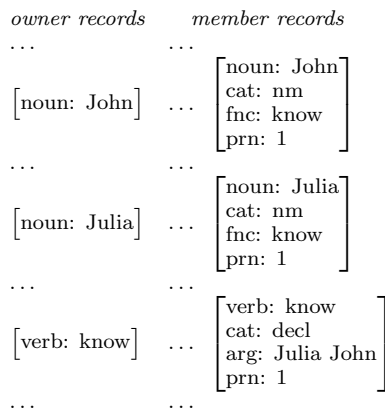 owner records member records
... ...
[noun: John] ... [noun: John
cat: nm
fnc: know
prn: 1]
... ...
[noun: Julia] ... [noun: Julia
cat: nm
fnc: know
prn: 1]
... ...
[verb: know] ... [verb: know
cat: decl
arg: Julia John
prn: 1]
... ...